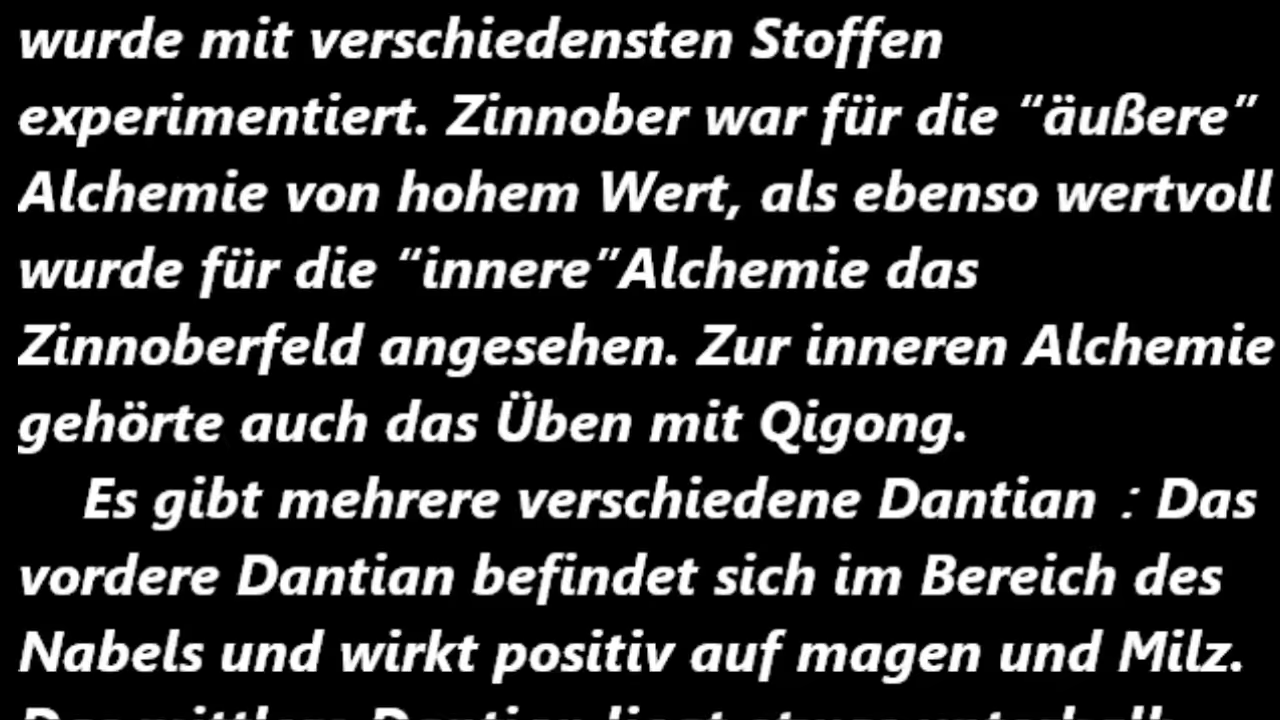 wurde mit verschiedensten Stoffen
experimentiert. Zinnober war für die “äußere”
Alchemie von hohem Wert, als ebenso wertvoll
wurde für die “innere”Alchemie das
Zinnoberfeld angesehen. Zur inneren Alchemie
gehörte auch das Üben mit Qigong.
Es gibt mehrere verschiedene Dantian : Das
vordere Dantian befindet sich im Bereich des
Nabels und wirkt positiv auf magen und Milz.